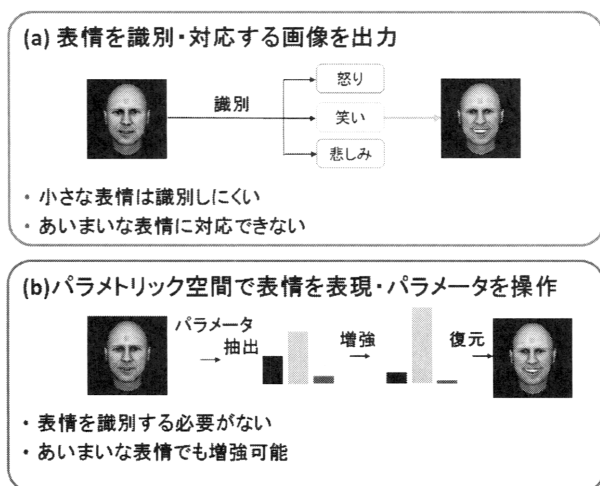 (a) 表情を識別・対応する画像を出力
識別
怒り
笑い
悲しみ
・ 小さな表情は識別しにくい
・ あいまいな表情に対応できない
(b)パラメトリック空間で表情を表現・パラメータを操作
パラメータ
抽出
増強
復元
・ 表情を識別する必要がない
・ あいまいな表情でも増強可能